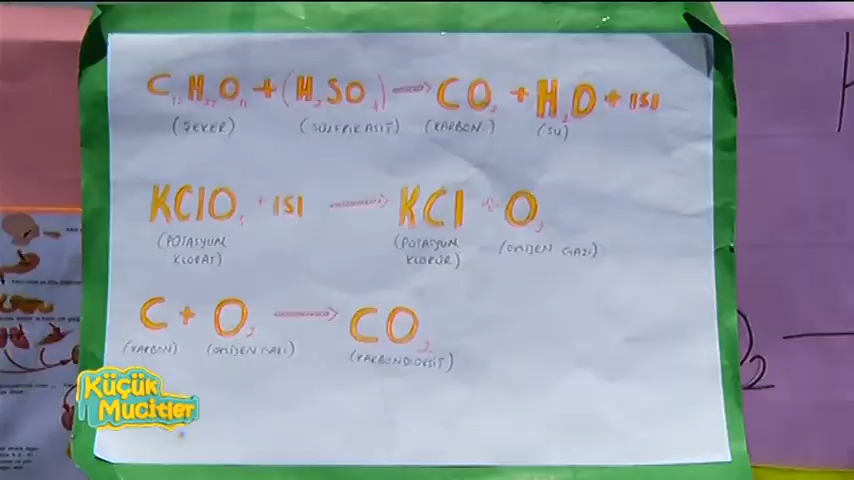 C₁₂H₂₂O₁₁ + (H₂SO₄) → CO₂ + H₂O + ISI
(ŞEKER) (SÜLFRİK ASİT) (KARBON) (SU)
KClO₃ + ISI → KCl + O₂
(POTASYUM KLORAT) (POTASYUM KLORÜR) (OKSİJEN GAZI)
C + O₂ → CO₂
(KARBON) (OKSİJEN GAZI) (KARBONDİOKSİT)
Küçük
Mucitler